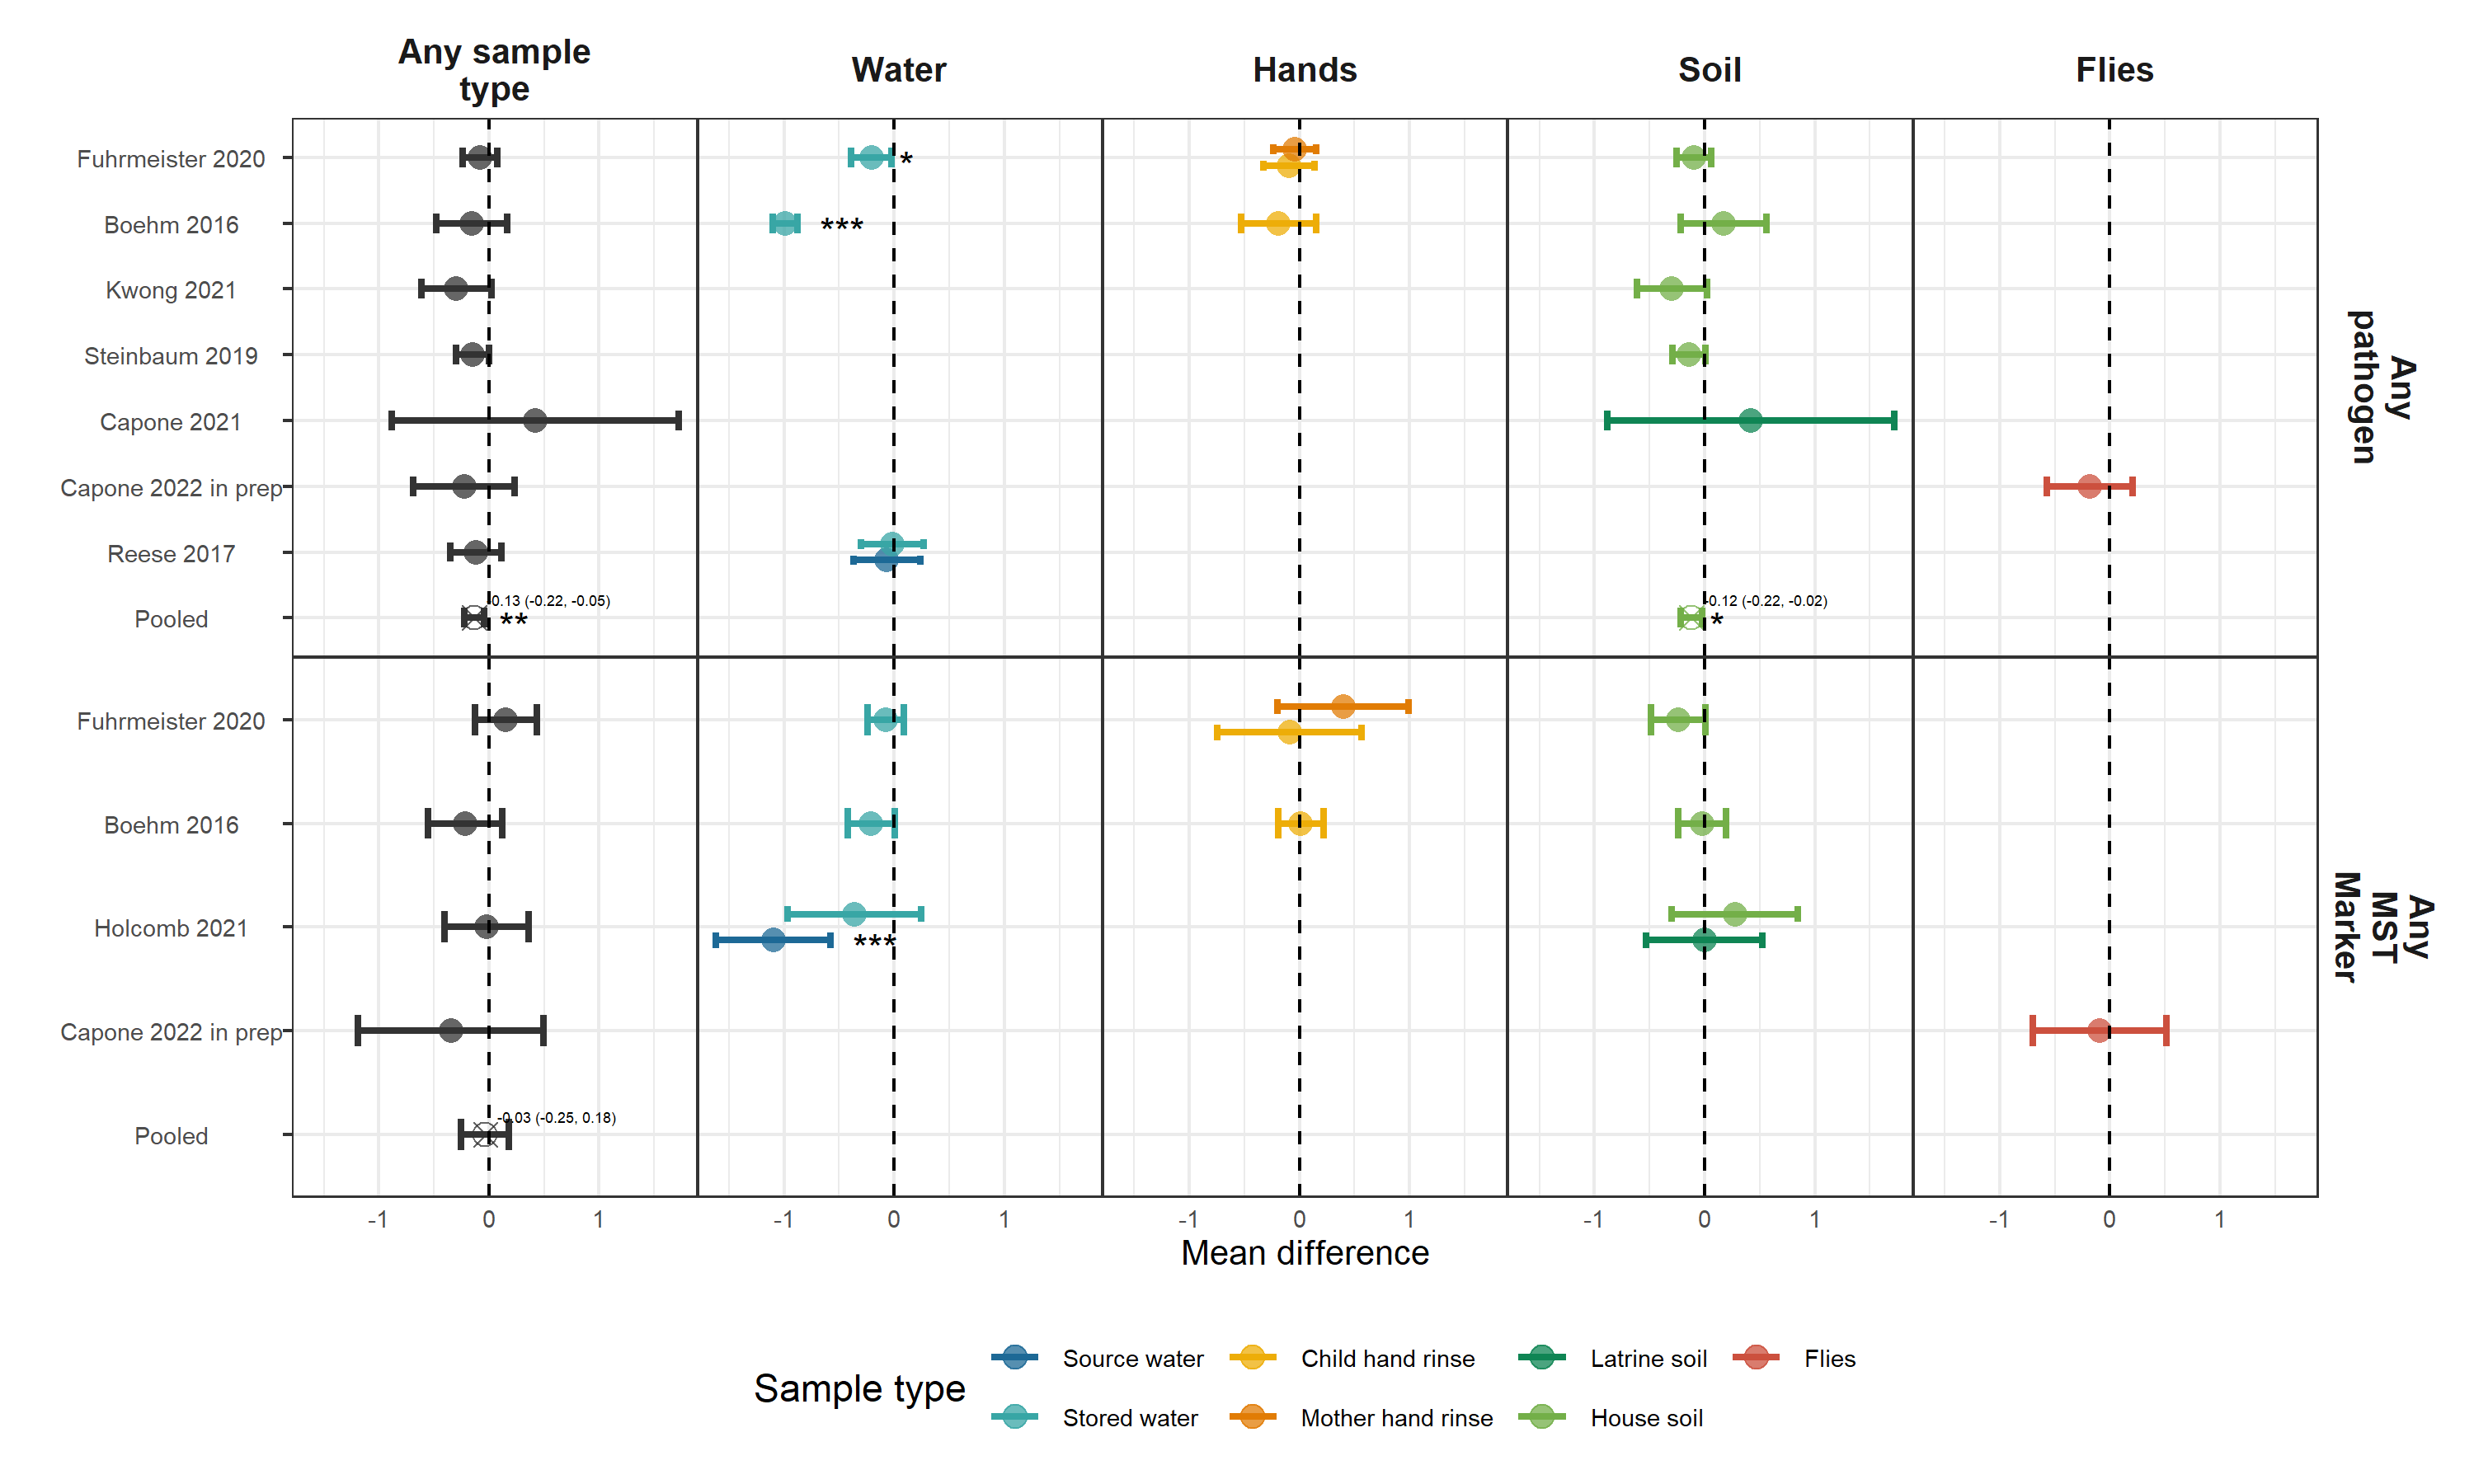 Any sample
type
Water
Hands
Soil
Flies
Fuhrmeister 2020
*
Boehm 2016
***
Kwong 2021
Steinbaum 2019
Capone 2021
Capone 2022 in prep
Reese 2017
Pooled
-0.13 (-0.22, -0.05)
**
-0.12 (-0.22, -0.02)
*
Any
pathogen
Fuhrmeister 2020
Boehm 2016
Holcomb 2021
***
Capone 2022 in prep
Pooled
-0.03 (-0.25, 0.18)
Any
MST
Marker
-1 0 1
-1 0 1
-1 0 1
-1 0 1
-1 0 1
Mean difference
Sample type
Source water
Child hand rinse
Latrine soil
Flies
Stored water
Mother hand rinse
House soil